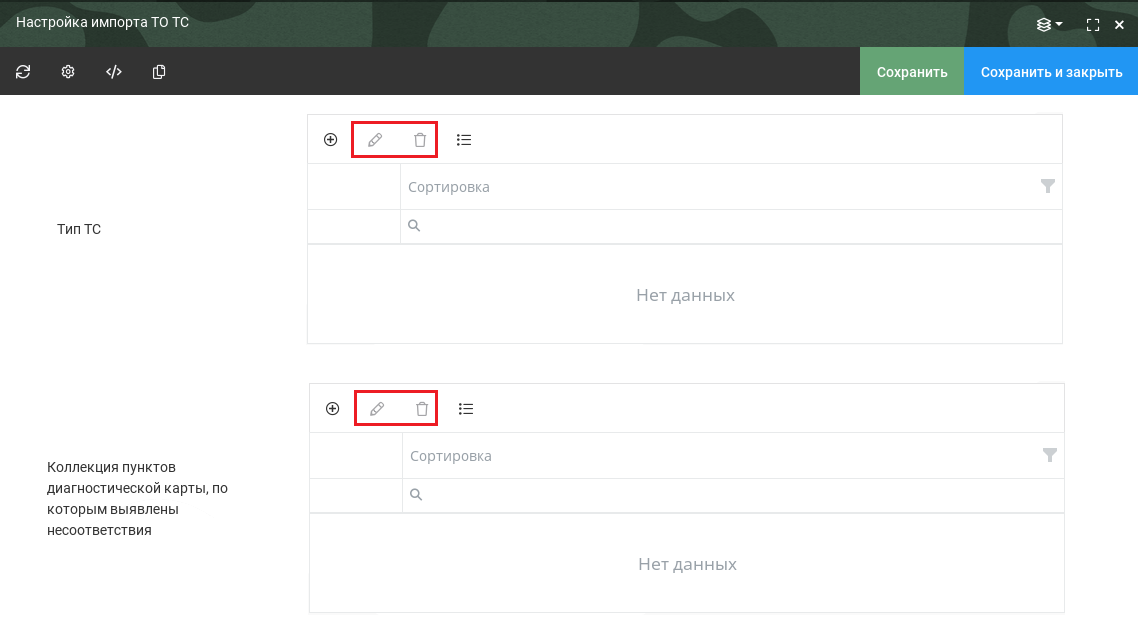 Настройка импорта ТО ТС
Сохранить
Сохранить и закрыть
Сортировка
Тип ТС
Нет данных
Сортировка
Коллекция пунктов
диагностической карты, по
которым выявлены
несоответствия
Нет данных